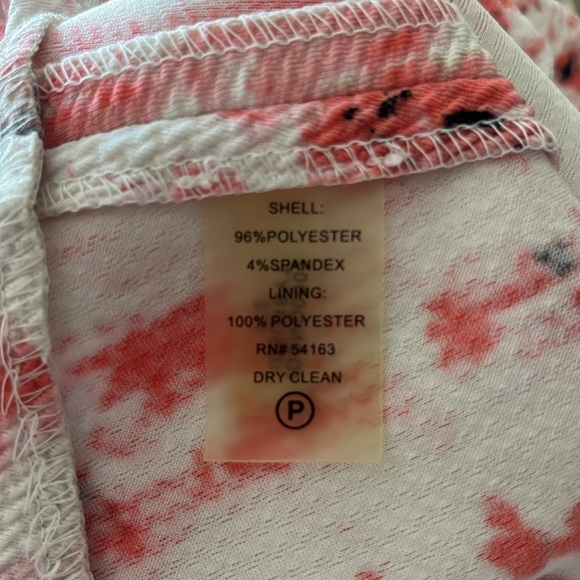 SHELL:
96%POLYESTER
4%SPANDEX
LINING:
100% POLYESTER
RN# 54163
DRY CLEAN
P